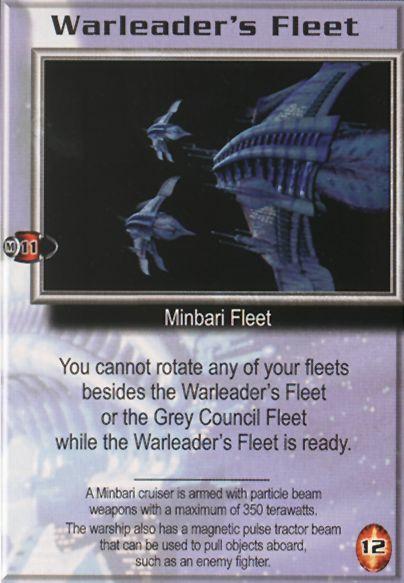 Warleader's Fleet
M 11
Minbari Fleet
You cannot rotate any of your fleets
besides the Warleader's Fleet
or the Grey Council Fleet
while the Warleader's Fleet is ready.
A Minbari cruiser is armed with particle beam
weapons with a maximum of 350 terawatts.
The warship also has a magnetic pulse tractor beam
that can be used to pull objects aboard,
such as an enemy fighter.
12